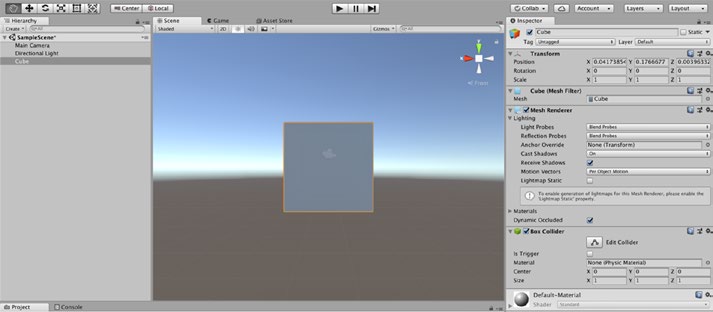 Center Local Collab Account Layers Layout
Hierarchy
Create All
SampleScene*
Main Camera
Directional Light
Cube
Scene Game Asset Store
Shaded 2D Gizmos All
Front
Project Console
Inspector
Cube Static
Tag Untagged Layer Default
Transform
Position X 0.04173854 Y 0.1766677 Z 0.00396332
Rotation X 0 Y 0 Z 0
Scale X 1 Y 1 Z 1
Cube (Mesh Filter)
Mesh Cube
Mesh Renderer
Lighting
Light Probes Blend Probes
Reflection Probes Blend Probes
Anchor Override None (Transform)
Cast Shadows On
Receive Shadows
Motion Vectors Per Object Motion
Lightmap Static
To enable generation of lightmaps for this Mesh Renderer, please enable the
'Lightmap Static' property.
Materials
Dynamic Occluded
Box Collider
Edit Collider
Is Trigger
Material None (Physic Material)
Center X 0 Y 0 Z 0
Size X 1 Y 1 Z 1
Default-Material
Shader Standard